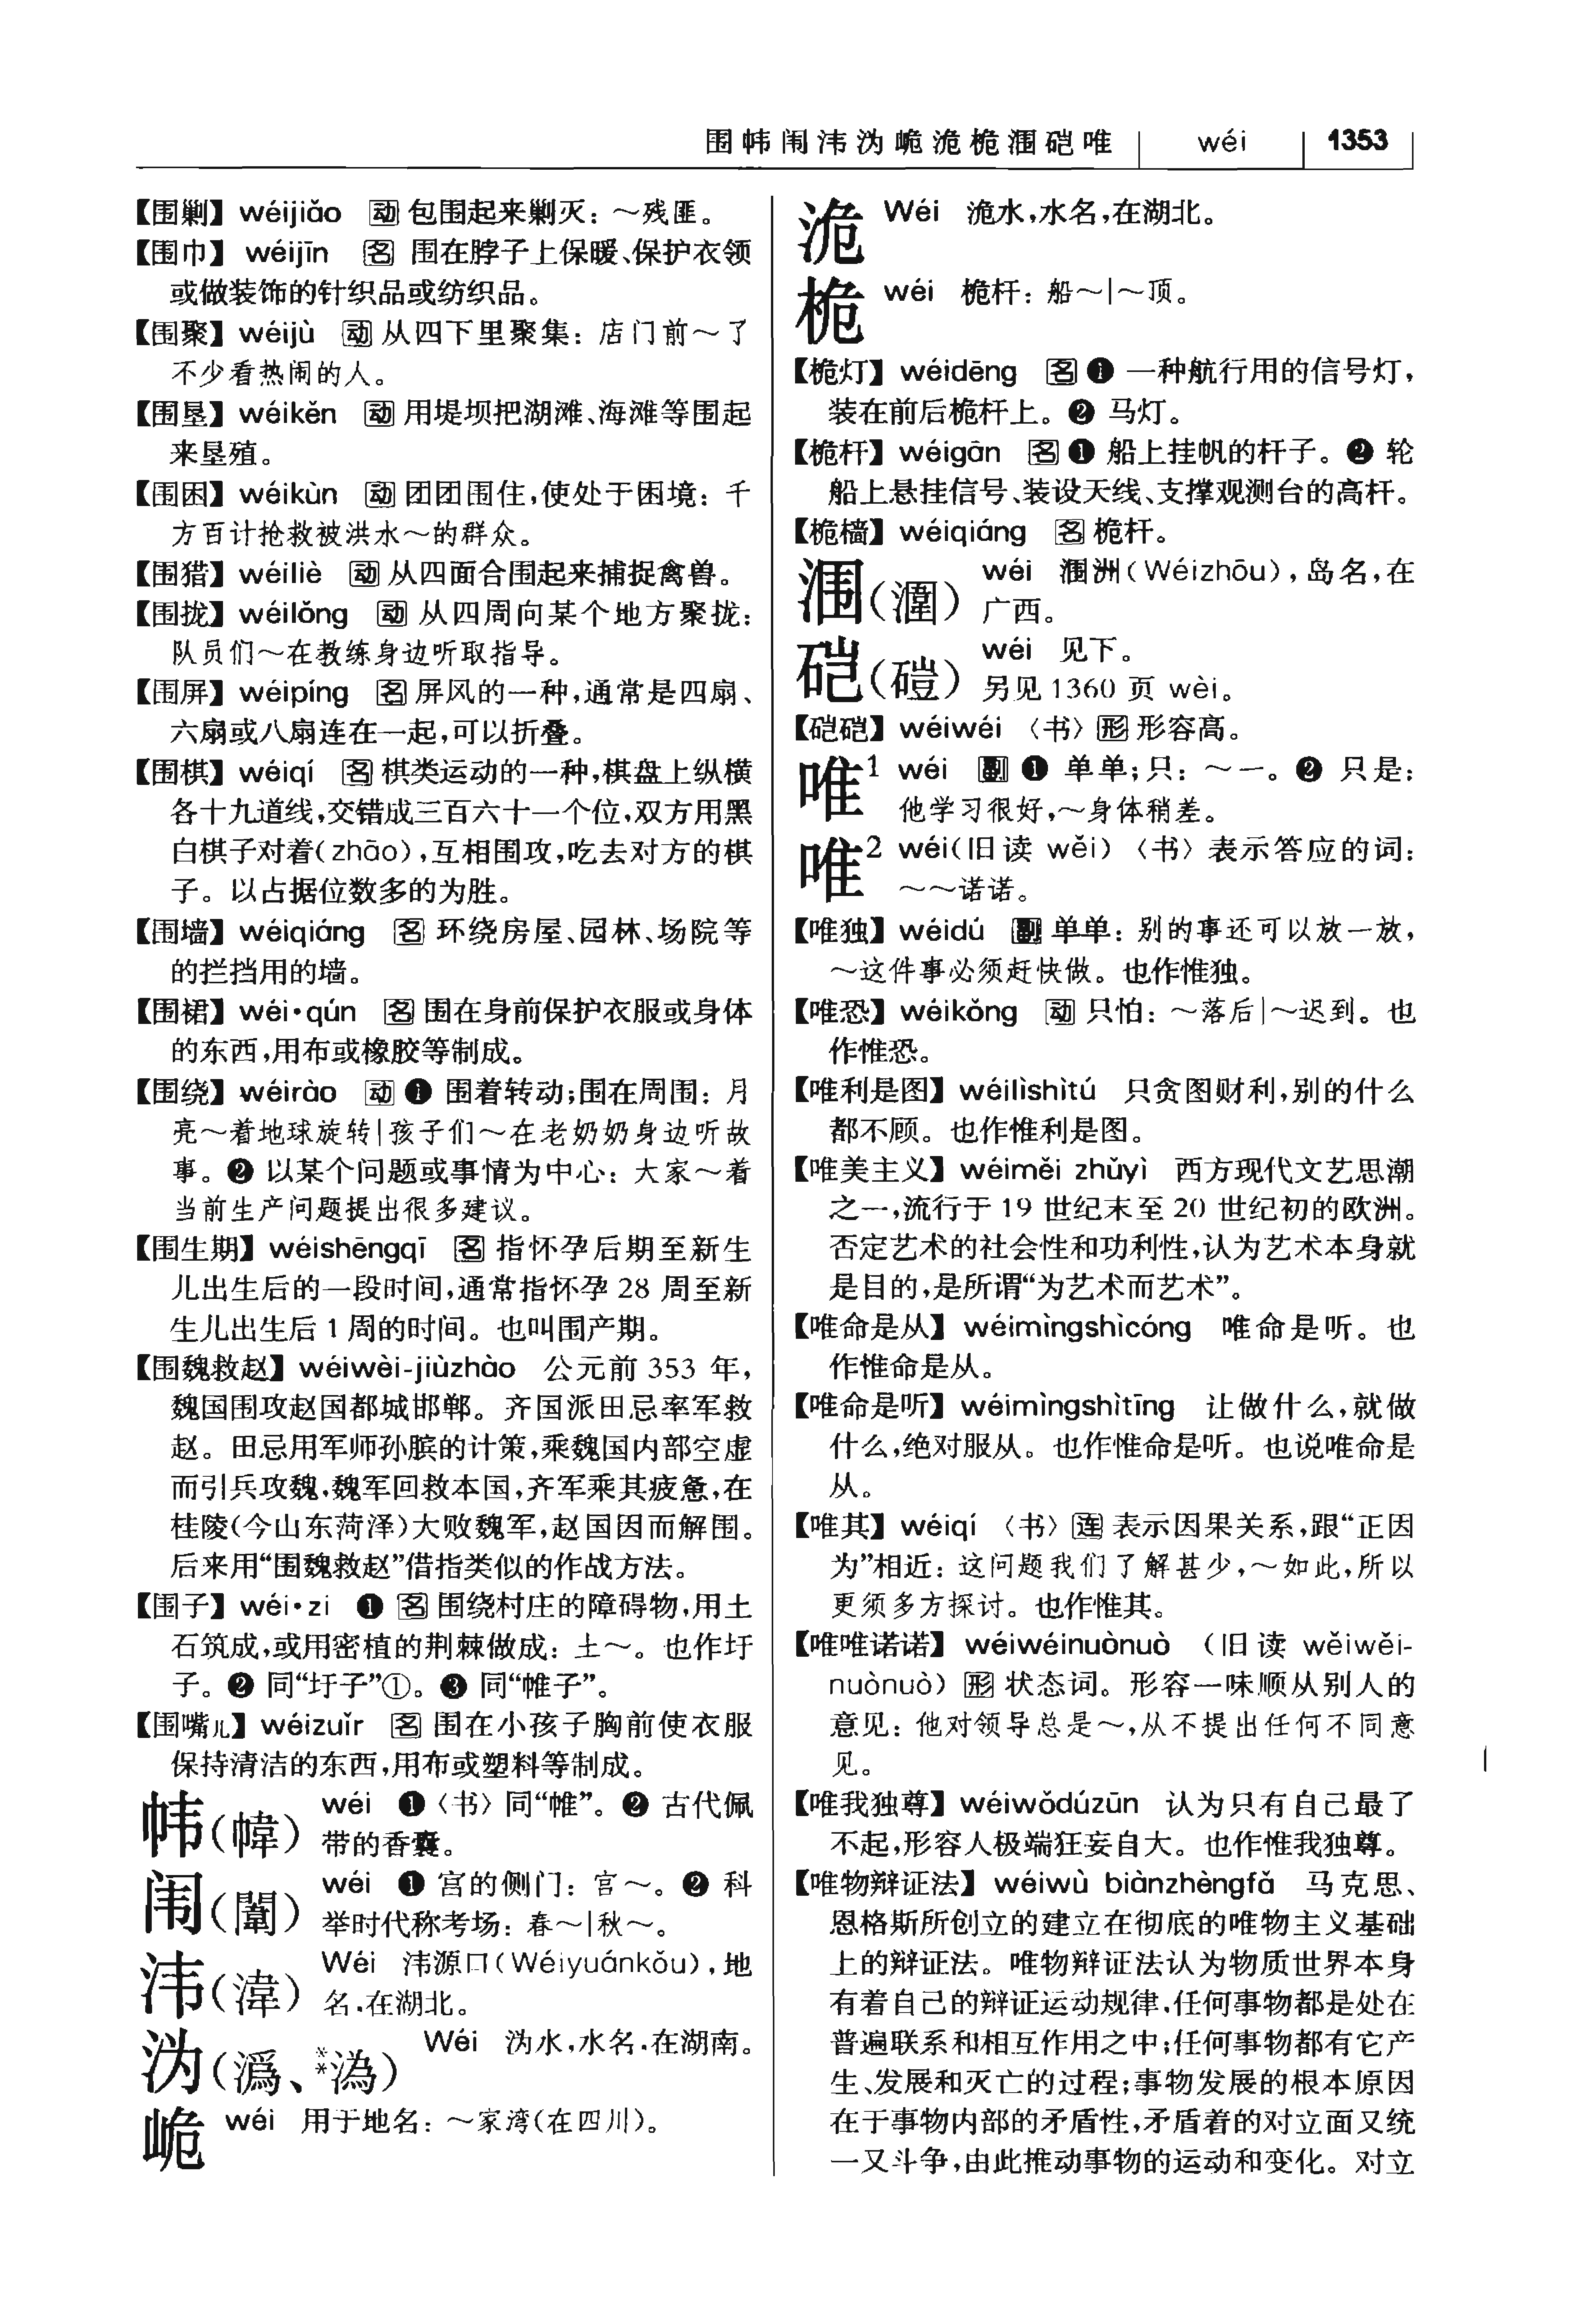 围帏闱涠沩峗洈桅涠硙唯 wéi 1353
【围剿】 wéijiǎo 动 包围起来剿灭：～残匪。
【围巾】 wéijīn 名 围在脖子上保暖、保护衣领
或做装饰的针织品或纺织品。
【围聚】 wéijù 动 从四下里聚集：店门前～了
不少看热闹的人。
【围垦】 wéikěn 动 用堤坝把湖滩、海滩等围起
来垦殖。
【围困】 wéikùn 动 团团围住,使处于困境：千
方百计抢救被洪水～的群众。
【围猎】 wéiliè 动 从四面合围起来捕捉禽兽。
【围拢】 wéilǒng 动 从四周向某个地方聚拢：
队员们～在教练身边听取指导。
【围屏】 wéipíng 名 屏风的一种,通常是四扇、
六扇或八扇连在一起,可以折叠。
【围棋】 wéiqí 名 棋类运动的一种,棋盘上纵横
各十九道线,交错成三百六十一个位,双方用黑
白棋子对着(zhāo),互相围攻,吃去对方的棋
子。以占据位数多的为胜。
【围墙】 wéiqiáng 名 环绕房屋、园林、场院等
的拦挡用的墙。
【围裙】 wéi·qún 名 围在身前保护衣服或身体
的东西,用布或橡胶等制成。
【围绕】 wéirào 动 ❶ 围着转动;围在周围：月
亮～着地球旋转|孩子们～在老奶奶身边听故
事。❷ 以某个问题或事情为中心：大家～着
当前生产问题提出很多建议。
【围生期】 wéishēngqī 名 指怀孕后期至新生
儿出生后的一段时间,通常指怀孕 28 周至新
生儿出生后 1 周的时间。也叫围产期。
【围魏救赵】 wéiwèi-jiùzhào 公元前 353 年,
魏国围攻赵国都城邯郸。齐国派田忌率军救
赵。田忌用军师孙膑的计策,乘魏国内部空虚
而引兵攻魏,魏军回救本国,齐军乘其疲惫,在
桂陵(今山东菏泽)大败魏军,赵国因而解围。
后来用“围魏救赵”借指类似的作战方法。
【围子】 wéi·zi ❶ 名 围绕村庄的障碍物,用土
石筑成,或用密植的荆棘做成：土～。也作圩
子。❷ 同“圩子”①。❸ 同“帷子”。
【围嘴儿】 wéizuǐr 名 围在小孩子胸前使衣服
保持清洁的东西,用布或塑料等制成。
帏(幃) wéi ❶〈书〉同“帷”。❷ 古代佩
带的香囊。
闱(闈) wéi ❶ 宫的侧门：宫～。❷ 科
举时代称考场：春～|秋～。
沣(湋) Wéi 沣源口(Wéiyuánkǒu),地
名,在湖北。
沩(潙、**溈) Wéi 沩水,水名,在湖南。
峗 wéi 用于地名：～家湾(在四川)。
洈 Wéi 洈水,水名,在湖北。
桅 wéi 桅杆：船～|～顶。
【桅灯】 wéidēng 名 ❶ 一种航行用的信号灯,
装在前后桅杆上。❷ 马灯。
【桅杆】 wéigān 名 ❶ 船上挂帆的杆子。❷ 轮
船上悬挂信号、装设天线、支撑观测台的高杆。
【桅樯】 wéiqiáng 名 桅杆。
涠(潿) wéi 涠洲(Wéizhōu),岛名,在
广西。
硙(磑) wéi 见下。
另见 1360 页 wèi。
【硙硙】 wéiwéi 〈书〉 形 形容高。
唯1 wéi 副 ❶ 单单;只：～一。❷ 只是：
他学习很好,～身体稍差。
唯2 wéi(旧读 wěi) 〈书〉表示答应的词：
～～诺诺。
【唯独】 wéidú 副 单单：别的事还可以放一放,
～这件事必须赶快做。也作惟独。
【唯恐】 wéikǒng 动 只怕：～落后|～迟到。也
作惟恐。
【唯利是图】 wéilìshìtú 只贪图财利,别的什么
都不顾。也作惟利是图。
【唯美主义】 wéiměi zhǔyì 西方现代文艺思潮
之一,流行于 19 世纪末至 20 世纪初的欧洲。
否定艺术的社会性和功利性,认为艺术本身就
是目的,是所谓“为艺术而艺术”。
【唯命是从】 wéimìngshìcóng 唯命是听。也
作惟命是从。
【唯命是听】 wéimìngshìtīng 让做什么,就做
什么,绝对服从。也作惟命是听。也说唯命是
从。
【唯其】 wéiqí 〈书〉 连 表示因果关系,跟“正因
为”相近：这问题我们了解甚少,～如此,所以
更须多方探讨。也作惟其。
【唯唯诺诺】 wéiwéinuònuò （旧读 wěiwěi-
nuònuò）形 状态词。形容一味顺从别人的
意见：他对领导总是～,从不提出任何不同意
见。
【唯我独尊】 wéiwǒdúzūn 认为只有自己最了
不起,形容人极端狂妄自大。也作惟我独尊。
【唯物辩证法】 wéiwù biànzhèngfǎ 马克思、
恩格斯所创立的建立在彻底的唯物主义基础
上的辩证法。唯物辩证法认为物质世界本身
有着自己的辩证运动规律,任何事物都是处在
普遍联系和相互作用之中;任何事物都有它产
生、发展和灭亡的过程;事物发展的根本原因
在于事物内部的矛盾性,矛盾着的对立面又统
一又斗争,由此推动事物的运动和变化。对立